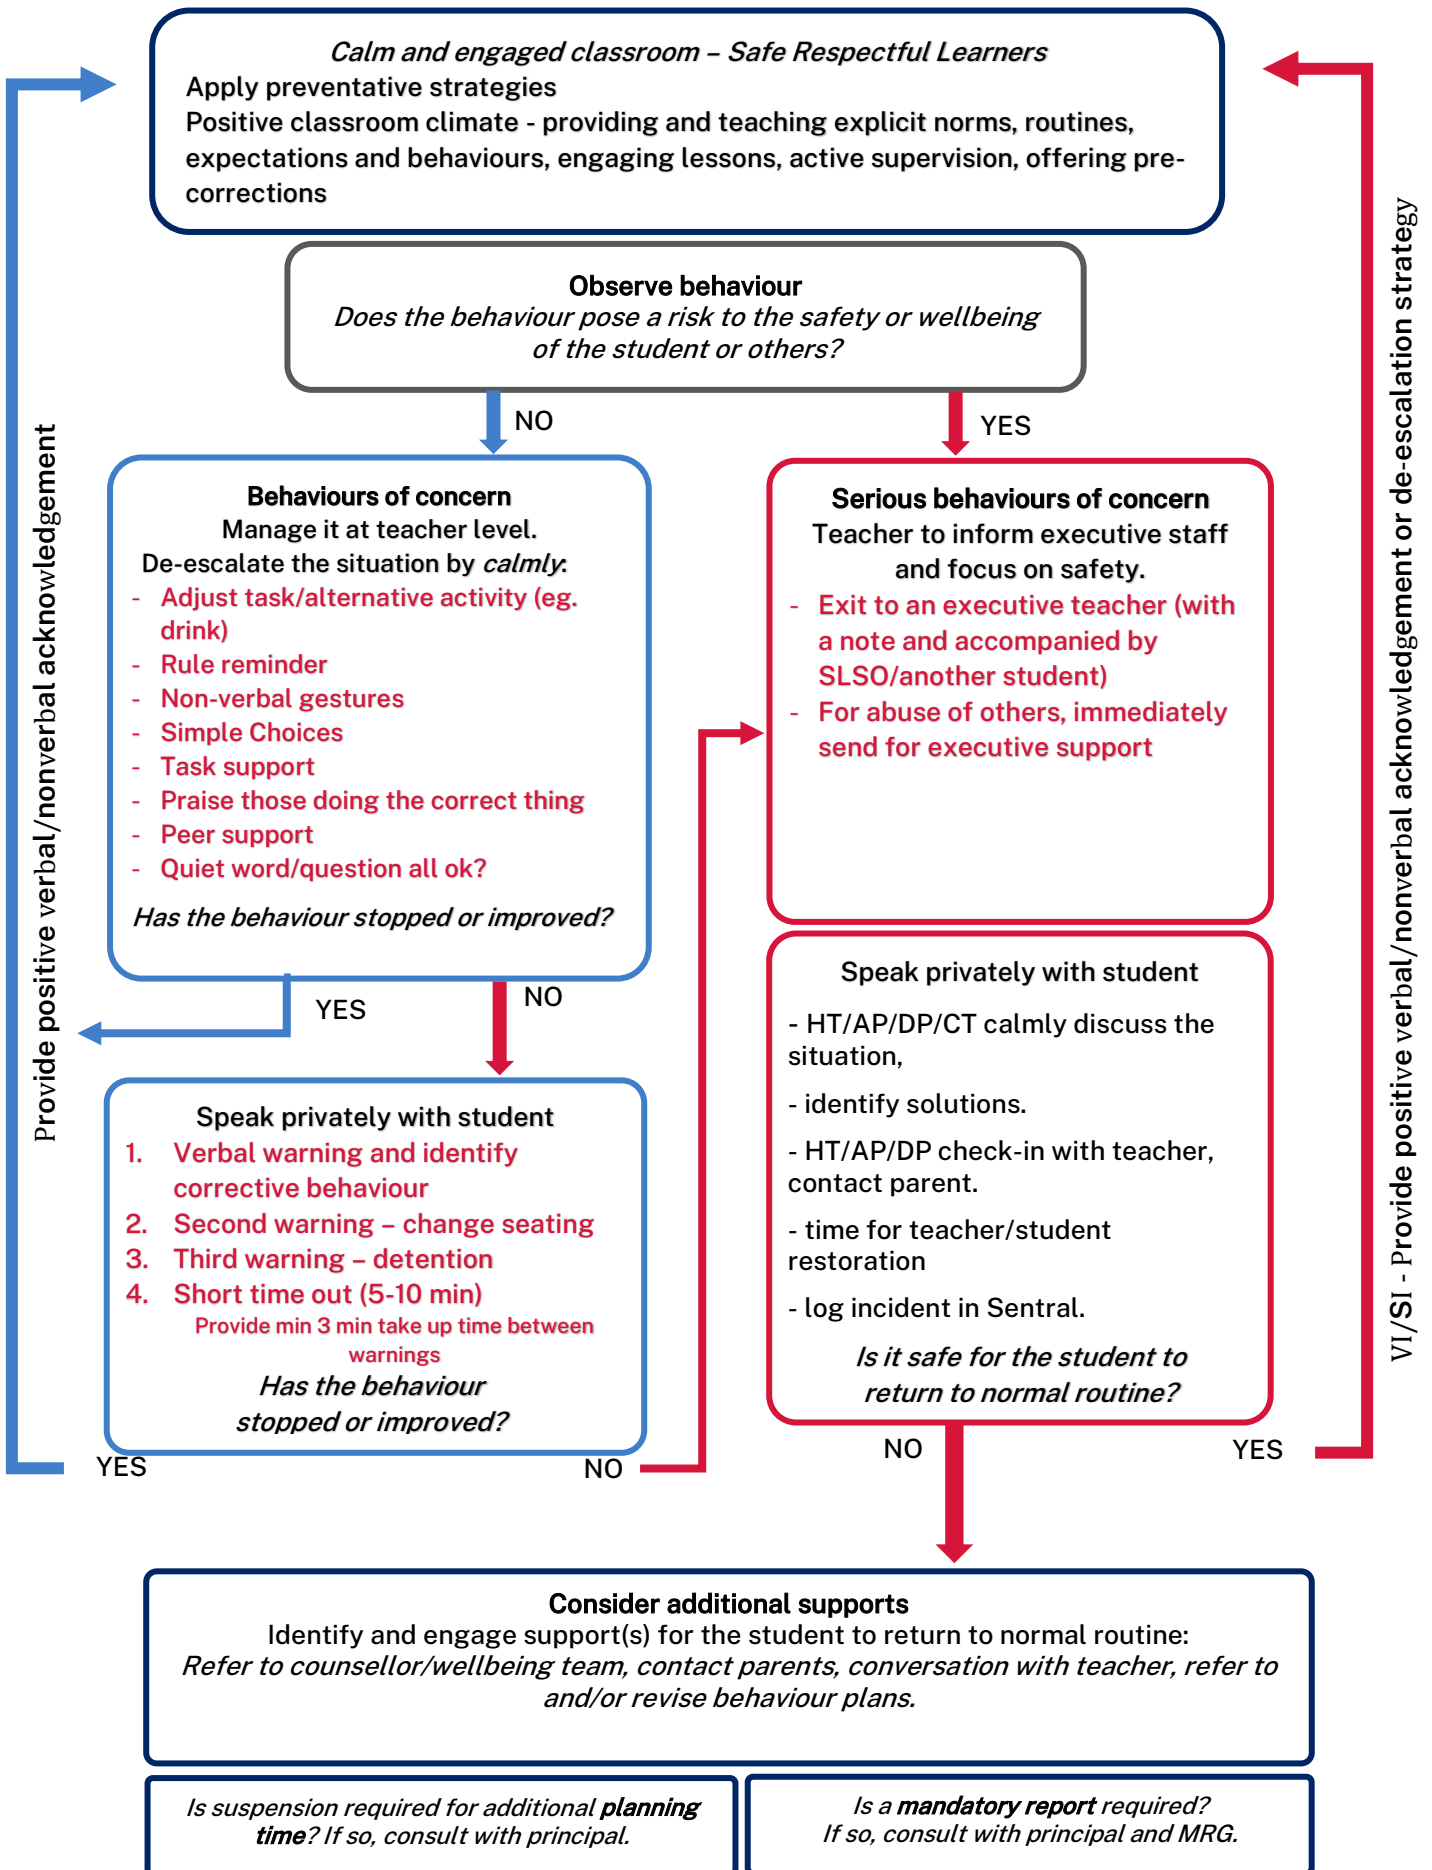 Calm and engaged classroom – Safe Respectful Learners
Apply preventative strategies
Positive classroom climate - providing and teaching explicit norms, routines,
expectations and behaviours, engaging lessons, active supervision, offering pre-
corrections
Observe behaviour
Does the behaviour pose a risk to the safety or wellbeing
of the student or others?
NO
YES
Provide positive verbal/nonverbal acknowledgement
Behaviours of concern
Manage it at teacher level.
De-escalate the situation by calmly:
- Adjust task/alternative activity (eg.
drink)
- Rule reminder
- Non-verbal gestures
- Simple Choices
- Task support
- Praise those doing the correct thing
- Peer support
- Quiet word/question all ok?
Has the behaviour stopped or improved?
YES
NO
Speak privately with student
1. Verbal warning and identify
corrective behaviour
2. Second warning – change seating
3. Third warning – detention
4. Short time out (5-10 min)
Provide min 3 min take up time between
warnings
Has the behaviour
stopped or improved?
YES
NO
Serious behaviours of concern
Teacher to inform executive staff
and focus on safety.
- Exit to an executive teacher (with
a note and accompanied by
SLSO/another student)
- For abuse of others, immediately
send for executive support
Speak privately with student
- HT/AP/DP/CT calmly discuss the
situation,
- identify solutions.
- HT/AP/DP check-in with teacher,
contact parent.
- time for teacher/student
restoration
- log incident in Sentral.
Is it safe for the student to
return to normal routine?
NO
YES
VI/SI - Provide positive verbal/nonverbal acknowledgement or de-escalation strategy
Consider additional supports
Identify and engage support(s) for the student to return to normal routine:
Refer to counsellor/wellbeing team, contact parents, conversation with teacher, refer to
and/or revise behaviour plans.
Is suspension required for additional planning
time? If so, consult with principal.
Is a mandatory report required?
If so, consult with principal and MRG.